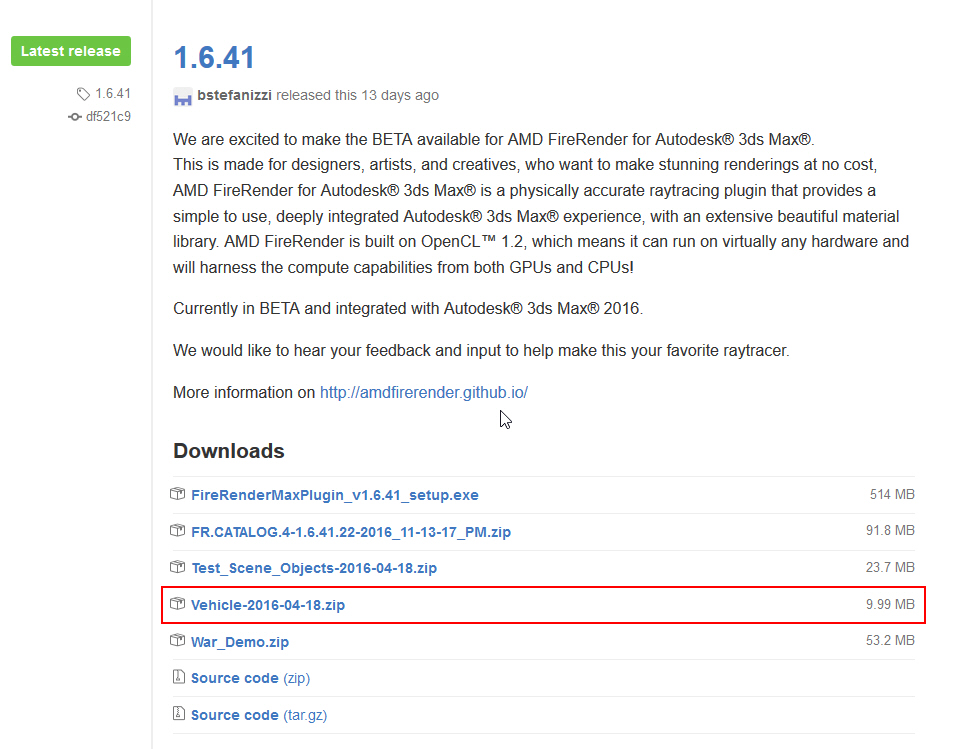 Latest release
1.6.41
df521c9
1.6.41
bstefanizzi released this 13 days ago
We are excited to make the BETA available for AMD FireRender for Autodesk® 3ds Max®.
This is made for designers, artists, and creatives, who want to make stunning renderings at no cost,
AMD FireRender for Autodesk® 3ds Max® is a physically accurate raytracing plugin that provides a
simple to use, deeply integrated Autodesk® 3ds Max® experience, with an extensive beautiful material
library. AMD FireRender is built on OpenCL™ 1.2, which means it can run on virtually any hardware and
will harness the compute capabilities from both GPUs and CPUs!
Currently in BETA and integrated with Autodesk® 3ds Max® 2016.
We would like to hear your feedback and input to help make this your favorite raytracer.
More information on http://amdfirerender.github.io/
Downloads
FireRenderMaxPlugin_v1.6.41_setup.exe 514 MB
FR.CATALOG.4-1.6.41.22-2016_11-13-17_PM.zip 91.8 MB
Test_Scene_Objects-2016-04-18.zip 23.7 MB
Vehicle-2016-04-18.zip 9.99 MB
War_Demo.zip 53.2 MB
Source code (zip)
Source code (tar.gz)